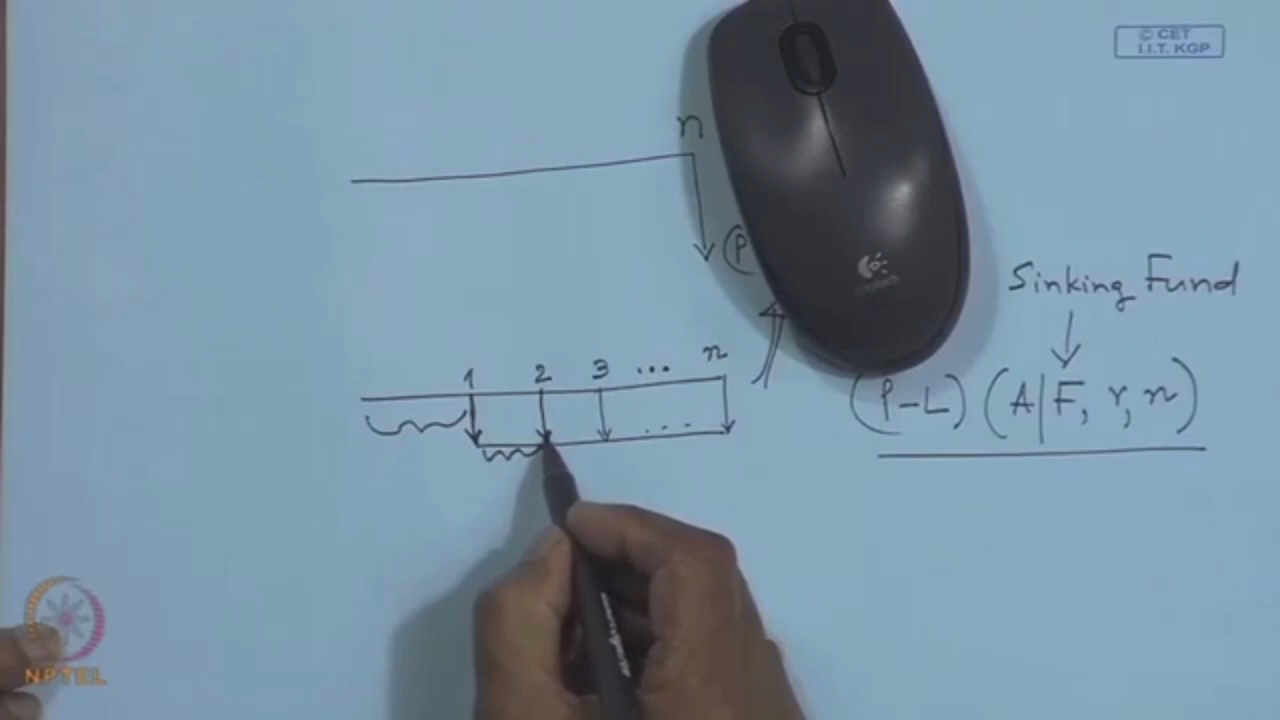 © CET
I.I.T. KGP
n
(P
Sinking Fund
1 2 3 ... n
(P-L) (A|F, r, n)
...
NPTEL